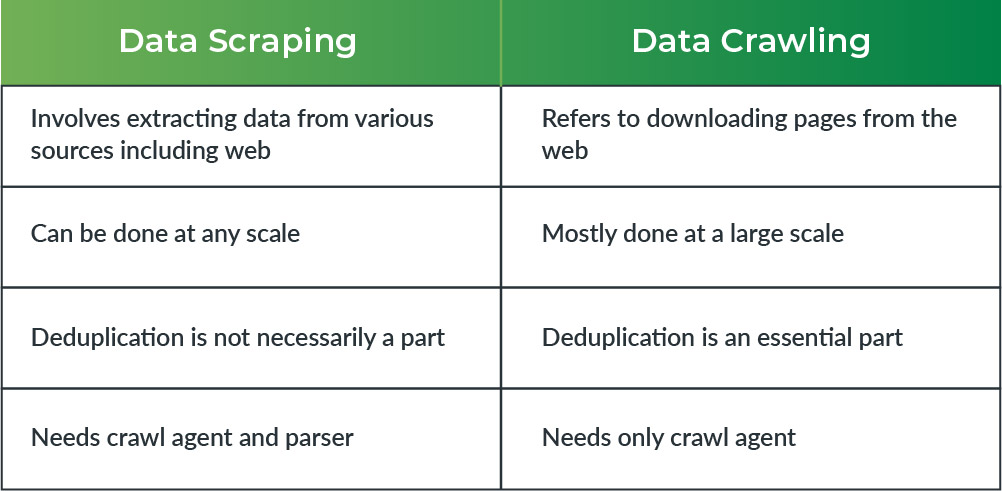 Data Scraping
Data Crawling
Involves extracting data from various
sources including web
Refers to downloading pages from the
web
Can be done at any scale
Mostly done at a large scale
Deduplication is not necessarily a part
Deduplication is an essential part
Needs crawl agent and parser
Needs only crawl agent